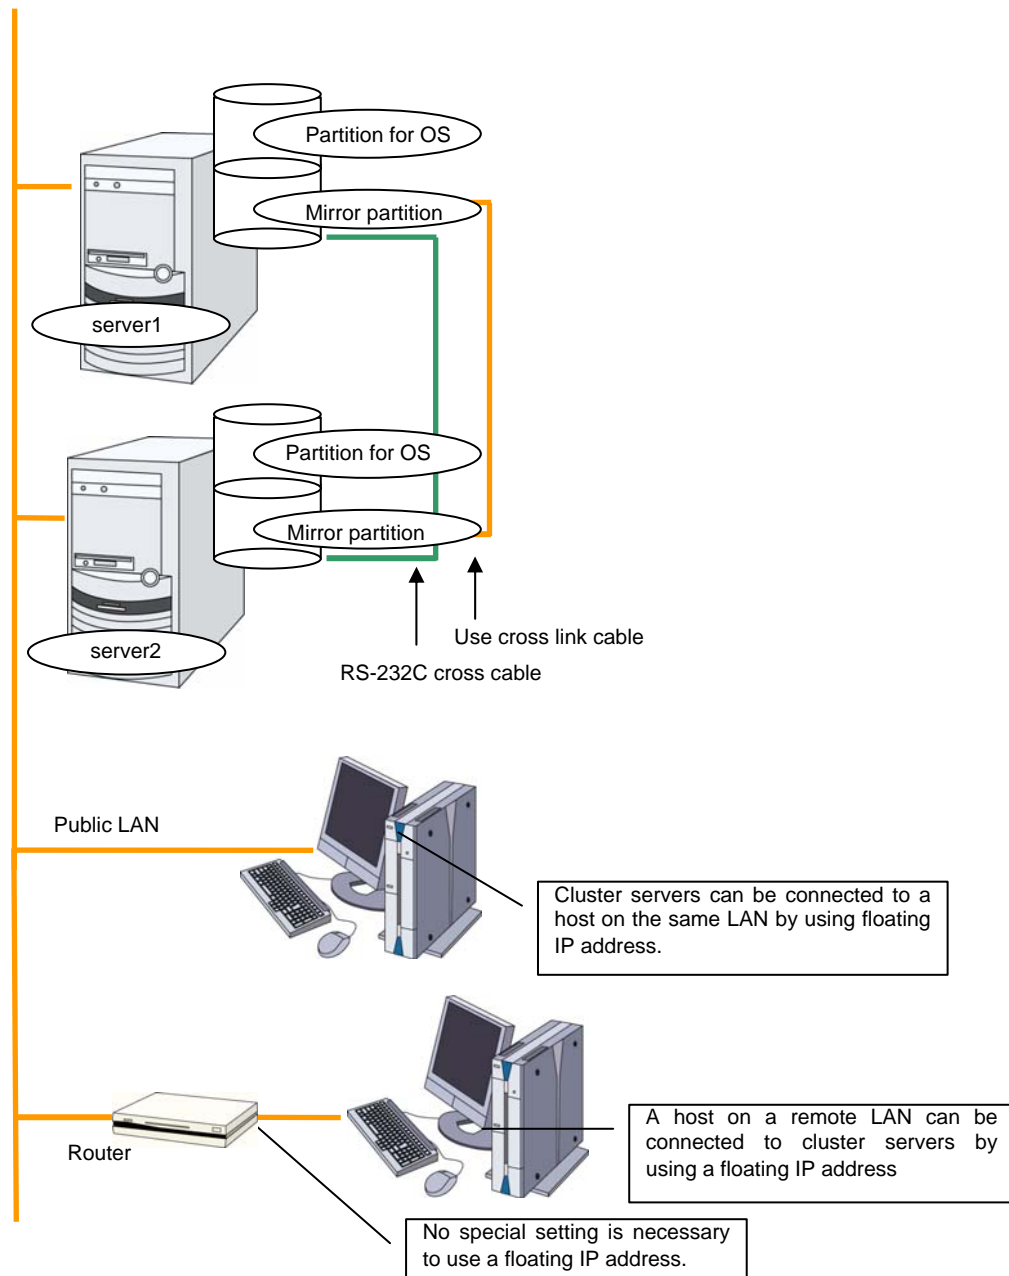 Partition for OS
Mirror partition
server1
Partition for OS
Mirror partition
server2
Use cross link cable
RS-232C cross cable
Public LAN
Cluster servers can be connected to a
host on the same LAN by using floating
IP address.
Router
A host on a remote LAN can be
connected to cluster servers by
using a floating IP address
No special setting is necessary
to use a floating IP address.